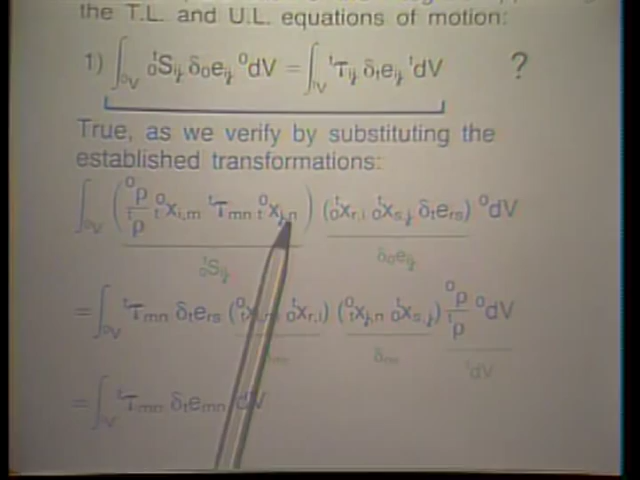 the T.L. and U.L. equations of motion:
1) ∫₀V ᵗ₀Sᵢⱼ δ₀eᵢⱼ ⁰dV = ∫ᵗV ᵗτᵢⱼ δₜeᵢⱼ ᵗdV ?
True, as we verify by substituting the
established transformations:
∫₀V (⁰ρ/ᵗρ ⁰ₜxᵢ,ₘ ᵗτₘₙ ⁰ₜxⱼ,ₙ) (ᵗ₀xᵣ,ᵢ ᵗ₀xₛ,ⱼ δₜeᵣₛ) ⁰dV
ᵗ₀Sᵢⱼ δ₀eᵢⱼ
= ∫₀V ᵗτₘₙ δₜeᵣₛ ( ᵗ₀xᵣ,ᵢ) (⁰ₜxⱼ,ₙ ᵗ₀xₛ,ⱼ) ⁰ρ/ᵗρ ⁰dV
ᵗdV
= ∫ᵗV ᵗτₘₙ δₜeₘₙ ᵗdV